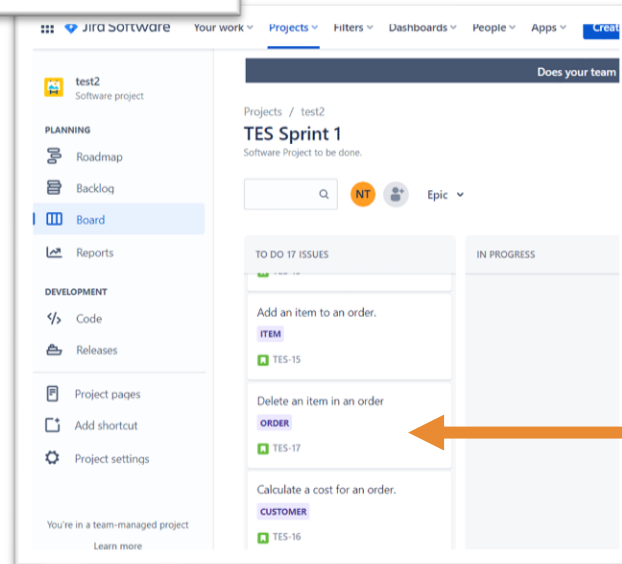 Jira Software Your work Projects Filters Dashboards People Apps Creat
test2
Software project
PLANNING
Roadmap
Backlog
Board
Reports
DEVELOPMENT
Code
Releases
Project pages
Add shortcut
Project settings
You're in a team-managed project
Learn more
Does your team
Projects / test2
TES Sprint 1
Software Project to be done.
NT
Epic
TO DO 17 ISSUES
Add an item to an order.
ITEM
TES-15
Delete an item in an order
ORDER
TES-17
Calculate a cost for an order.
CUSTOMER
TES-16
IN PROGRESS